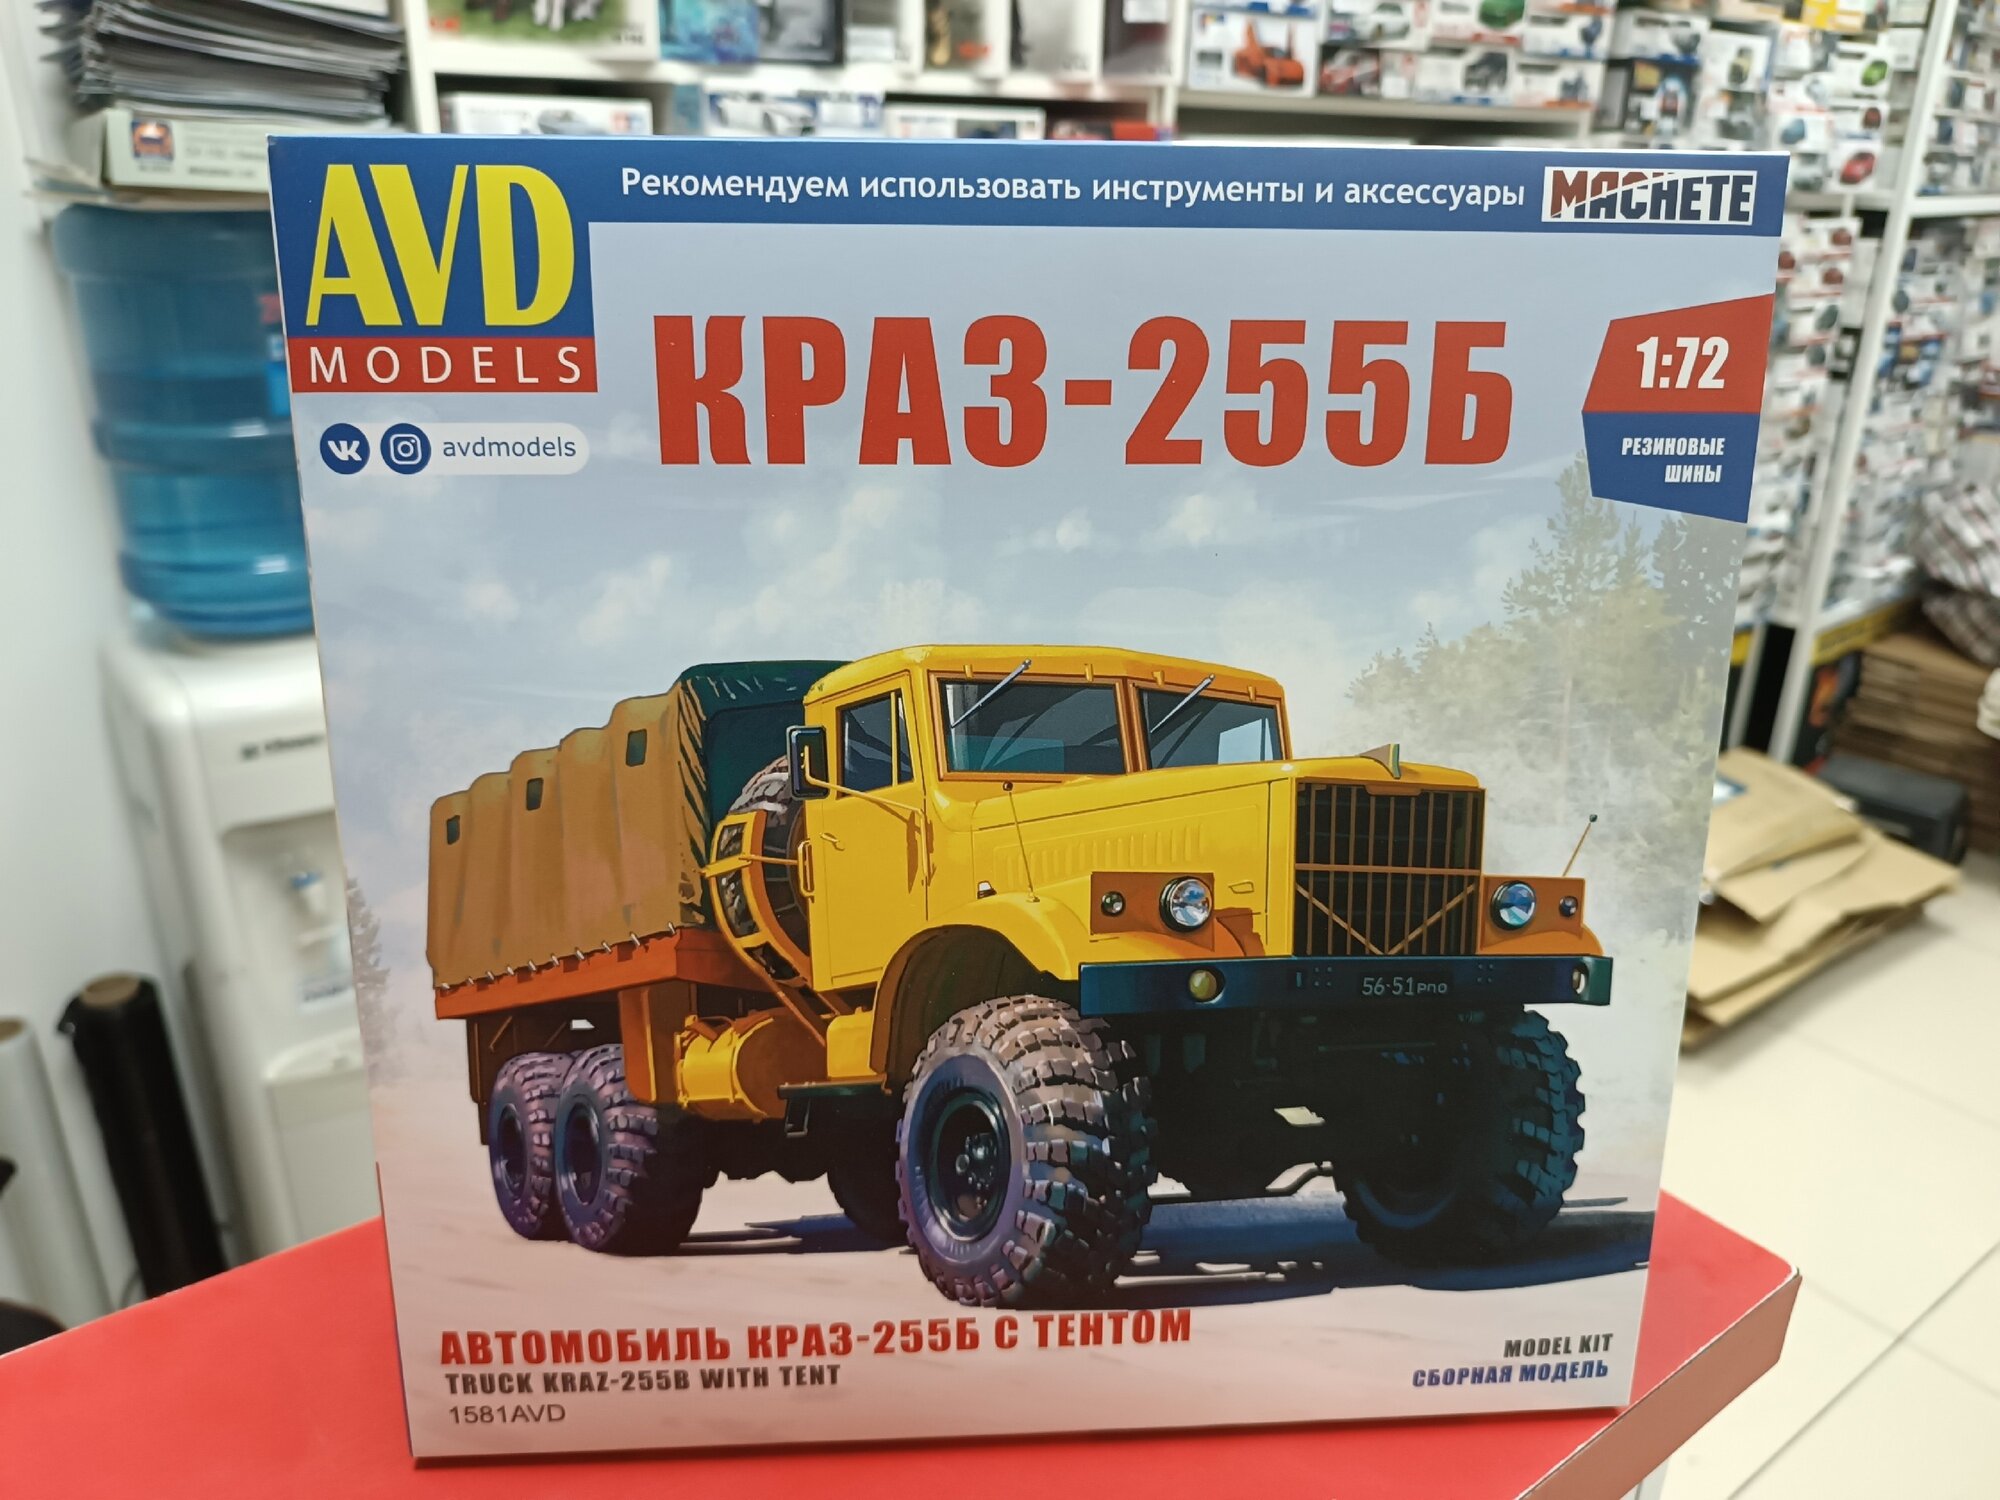 AVD
MODELS
Рекомендуем использовать инструменты и аксессуары MACHETE
КРАЗ-255Б
1:72
РЕЗИНОВЫЕ
ШИНЫ
avdmodels
56-51РПО
АВТОМОБИЛЬ КРАЗ-255Б С ТЕНТОМ
TRUCK KRAZ-255B WITH TENT
1581AVD
MODEL KIT
СБОРНАЯ МОДЕЛЬ